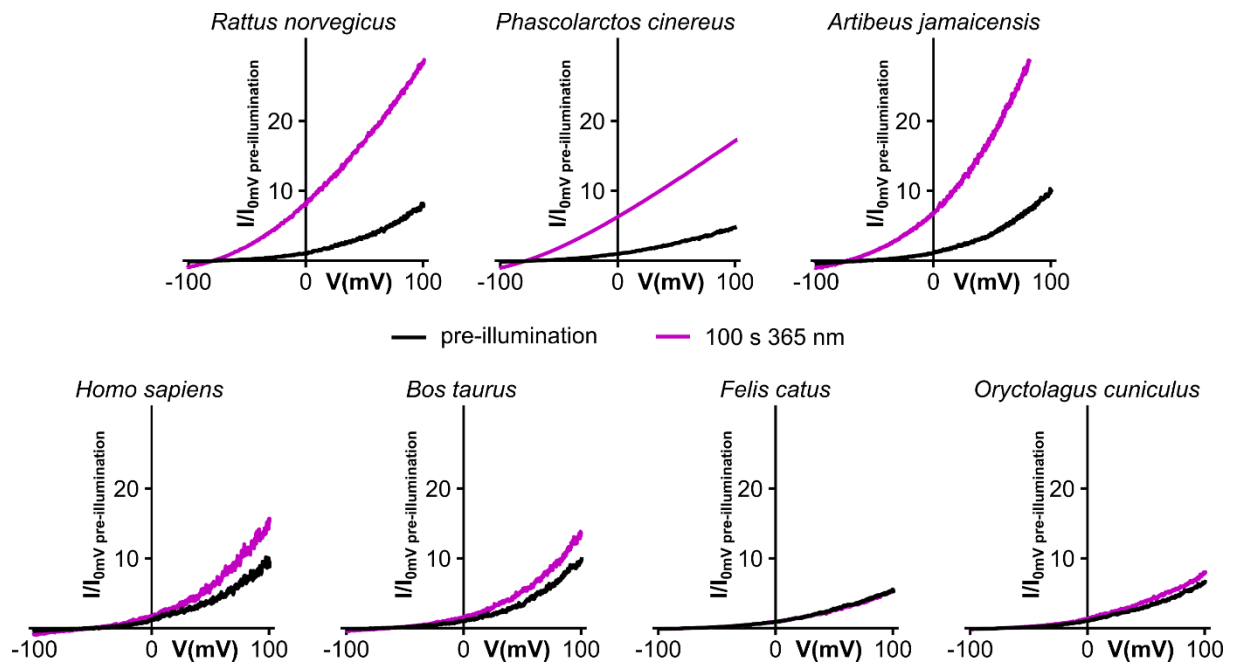 Rattus norvegicus
Phascolarctos cinereus
Artibeus jamaicensis
I/I0mV pre-illumination
20
10
-100
0
V(mV)
100
I/I0mV pre-illumination
20
10
-100
0
V(mV)
100
I/I0mV pre-illumination
20
10
-100
0
V(mV)
100
pre-illumination
100 s 365 nm
Homo sapiens
Bos taurus
Felis catus
Oryctolagus cuniculus
I/I0mV pre-illumination
20
10
-100
0
V(mV)
100
I/I0mV pre-illumination
20
10
-100
0
V(mV)
100
I/I0mV pre-illumination
20
10
-100
0
V(mV)
100
I/I0mV pre-illumination
20
10
-100
0
V(mV)
100